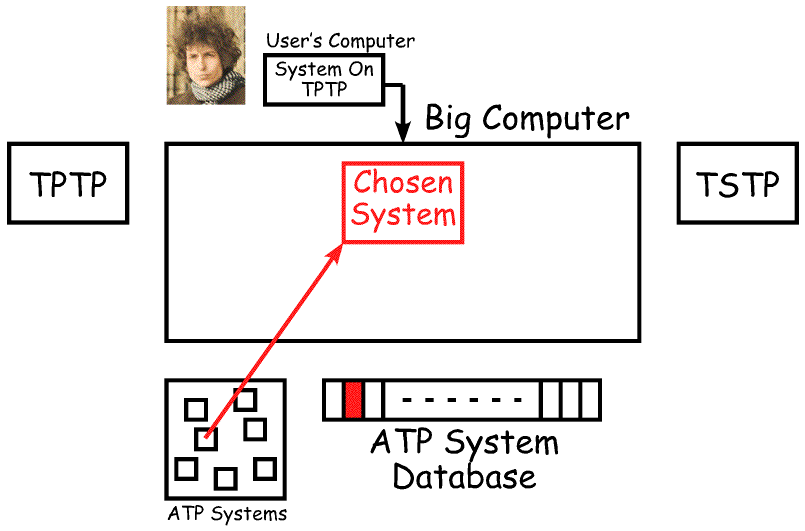 User's Computer
System On
TPTP
Big Computer
TPTP
Chosen
System
TSTP
ATP System
Database
ATP Systems